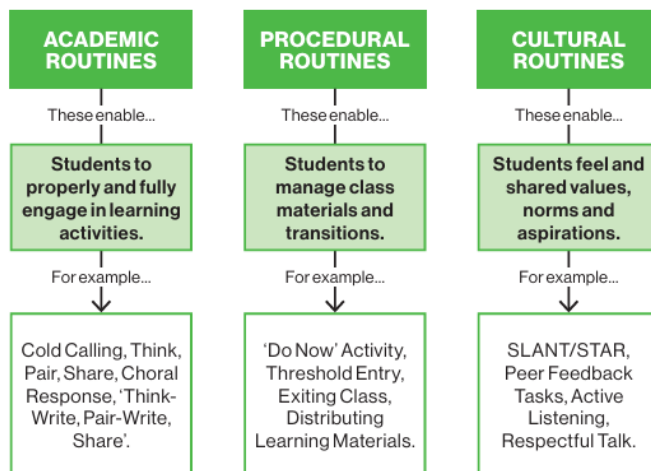 ACADEMIC
ROUTINES
These enable...
Students to
properly and fully
engage in learning
activities.
For example...
Cold Calling, Think,
Pair, Share, Choral
Response, ‘Think-
Write, Pair-Write,
Share’.
PROCEDURAL
ROUTINES
These enable...
Students to
manage class
materials and
transitions.
For example...
‘Do Now’ Activity,
Threshold Entry,
Exiting Class,
Distributing
Learning Materials.
CULTURAL
ROUTINES
These enable...
Students feel and
shared values,
norms and
aspirations.
For example...
SLANT/STAR,
Peer Feedback
Tasks, Active
Listening,
Respectful Talk.